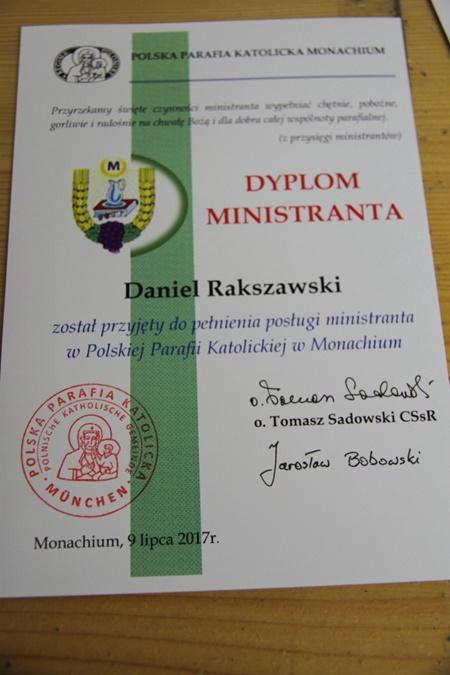 POLSKA PARAFIA KATOLICKA MONACHIUM
Przyrzekamy święte czynności ministranta wypełniać chętnie, pobożne,
gorliwie i radośnie na chwałę Bożą i dla dobra całej wspólnoty parafialnej.
(z przysięgi ministrantów)
M
DYPLOM
MINISTRANTA
Daniel Rakszawski
został przyjęty do pełnienia posługi ministranta
w Polskiej Parafii Katolickiej w Monachium
o. Tomasz Sadowski CSsR
Jarosław Bobowski
POLSKA PARAFIA KATOLICKA
POLNISCHE KATHOLISCHE GEMEINDE
MÜNCHEN
Monachium, 9 lipca 2017r.